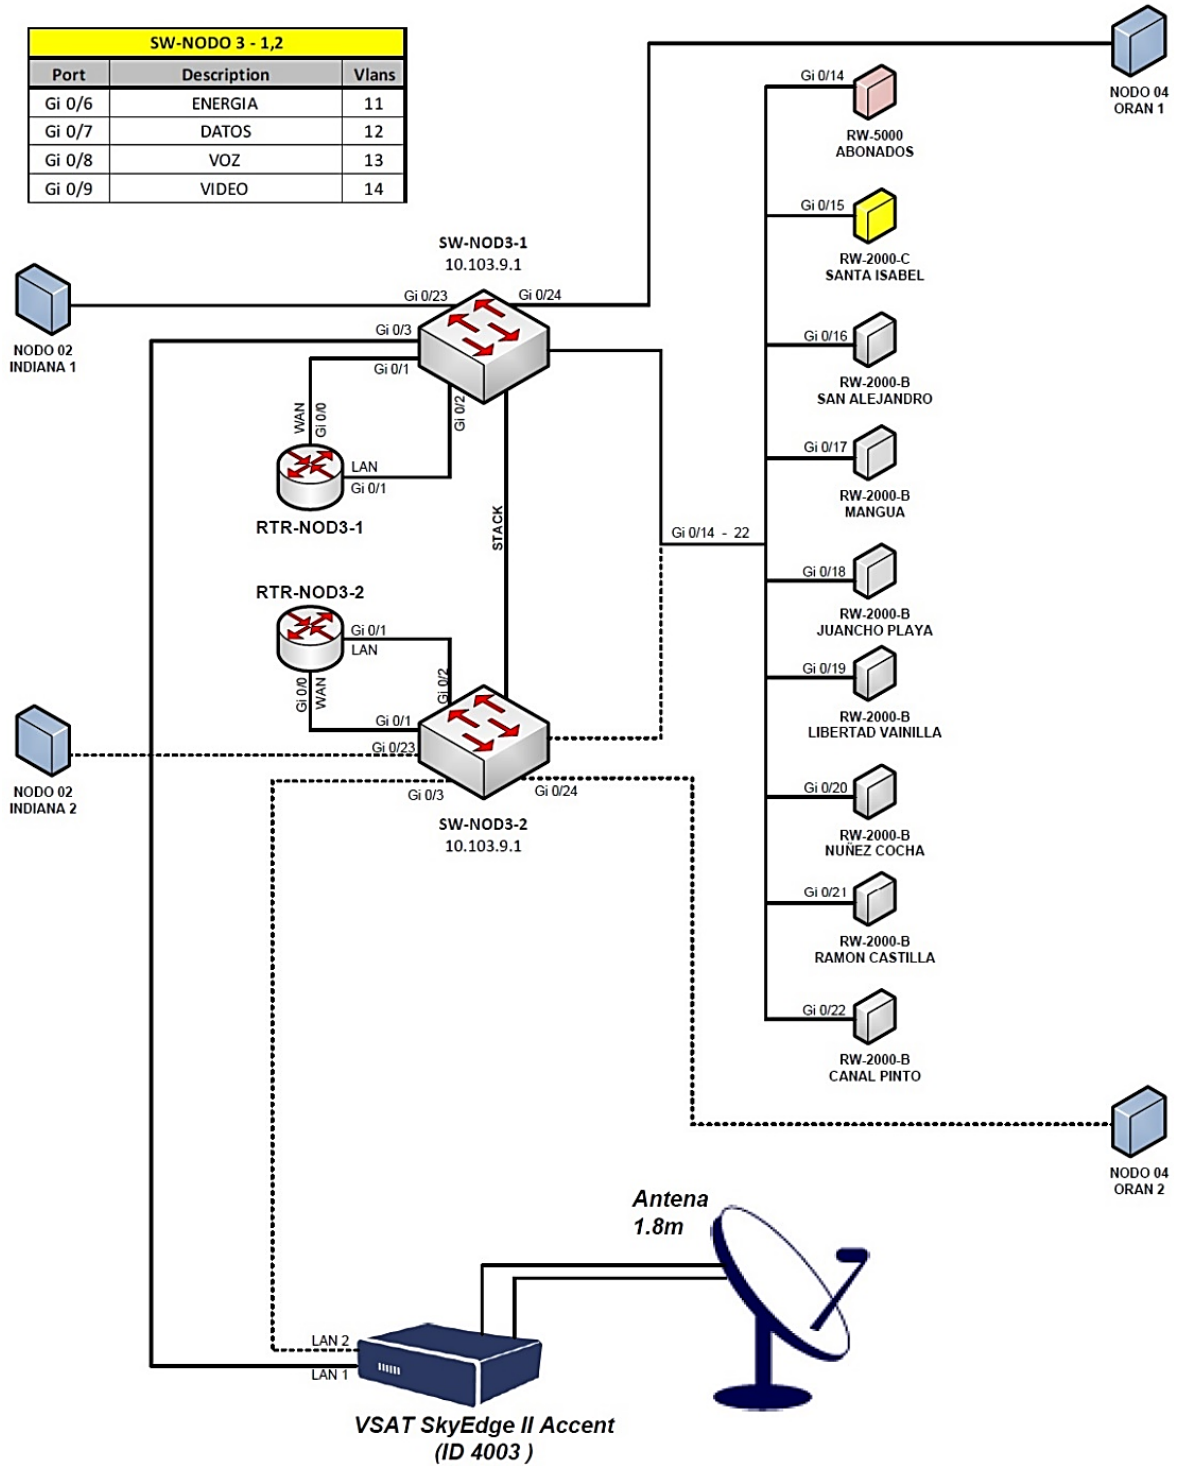 SW-NODO 3 - 1,2
Port Description Vlans
Gi 0/6 ENERGIA 11
Gi 0/7 DATOS 12
Gi 0/8 VOZ 13
Gi 0/9 VIDEO 14
NODO 04
ORAN 1
Gi 0/14
RW-5000
ABONADOS
Gi 0/15
RW-2000-C
SANTA ISABEL
SW-NOD3-1
10.103.9.1
Gi 0/23
Gi 0/24
NODO 02
INDIANA 1
Gi 0/3
Gi 0/1
Gi 0/2
WAN
Gi 0/0
LAN
Gi 0/1
RTR-NOD3-1
Gi 0/16
RW-2000-B
SAN ALEJANDRO
Gi 0/17
RW-2000-B
MANGUA
STACK
Gi 0/14 - 22
Gi 0/18
RW-2000-B
JUANCHO PLAYA
RTR-NOD3-2
Gi 0/1
LAN
Gi 0/0
WAN
Gi 0/2
Gi 0/1
Gi 0/23
Gi 0/19
RW-2000-B
LIBERTAD VAINILLA
NODO 02
INDIANA 2
Gi 0/3
Gi 0/24
SW-NOD3-2
10.103.9.1
Gi 0/20
RW-2000-B
NUÑEZ COCHA
Gi 0/21
RW-2000-B
RAMON CASTILLA
Gi 0/22
RW-2000-B
CANAL PINTO
NODO 04
ORAN 2
Antena
1.8m
LAN 2
LAN 1
VSAT SkyEdge II Accent
(ID 4003 )